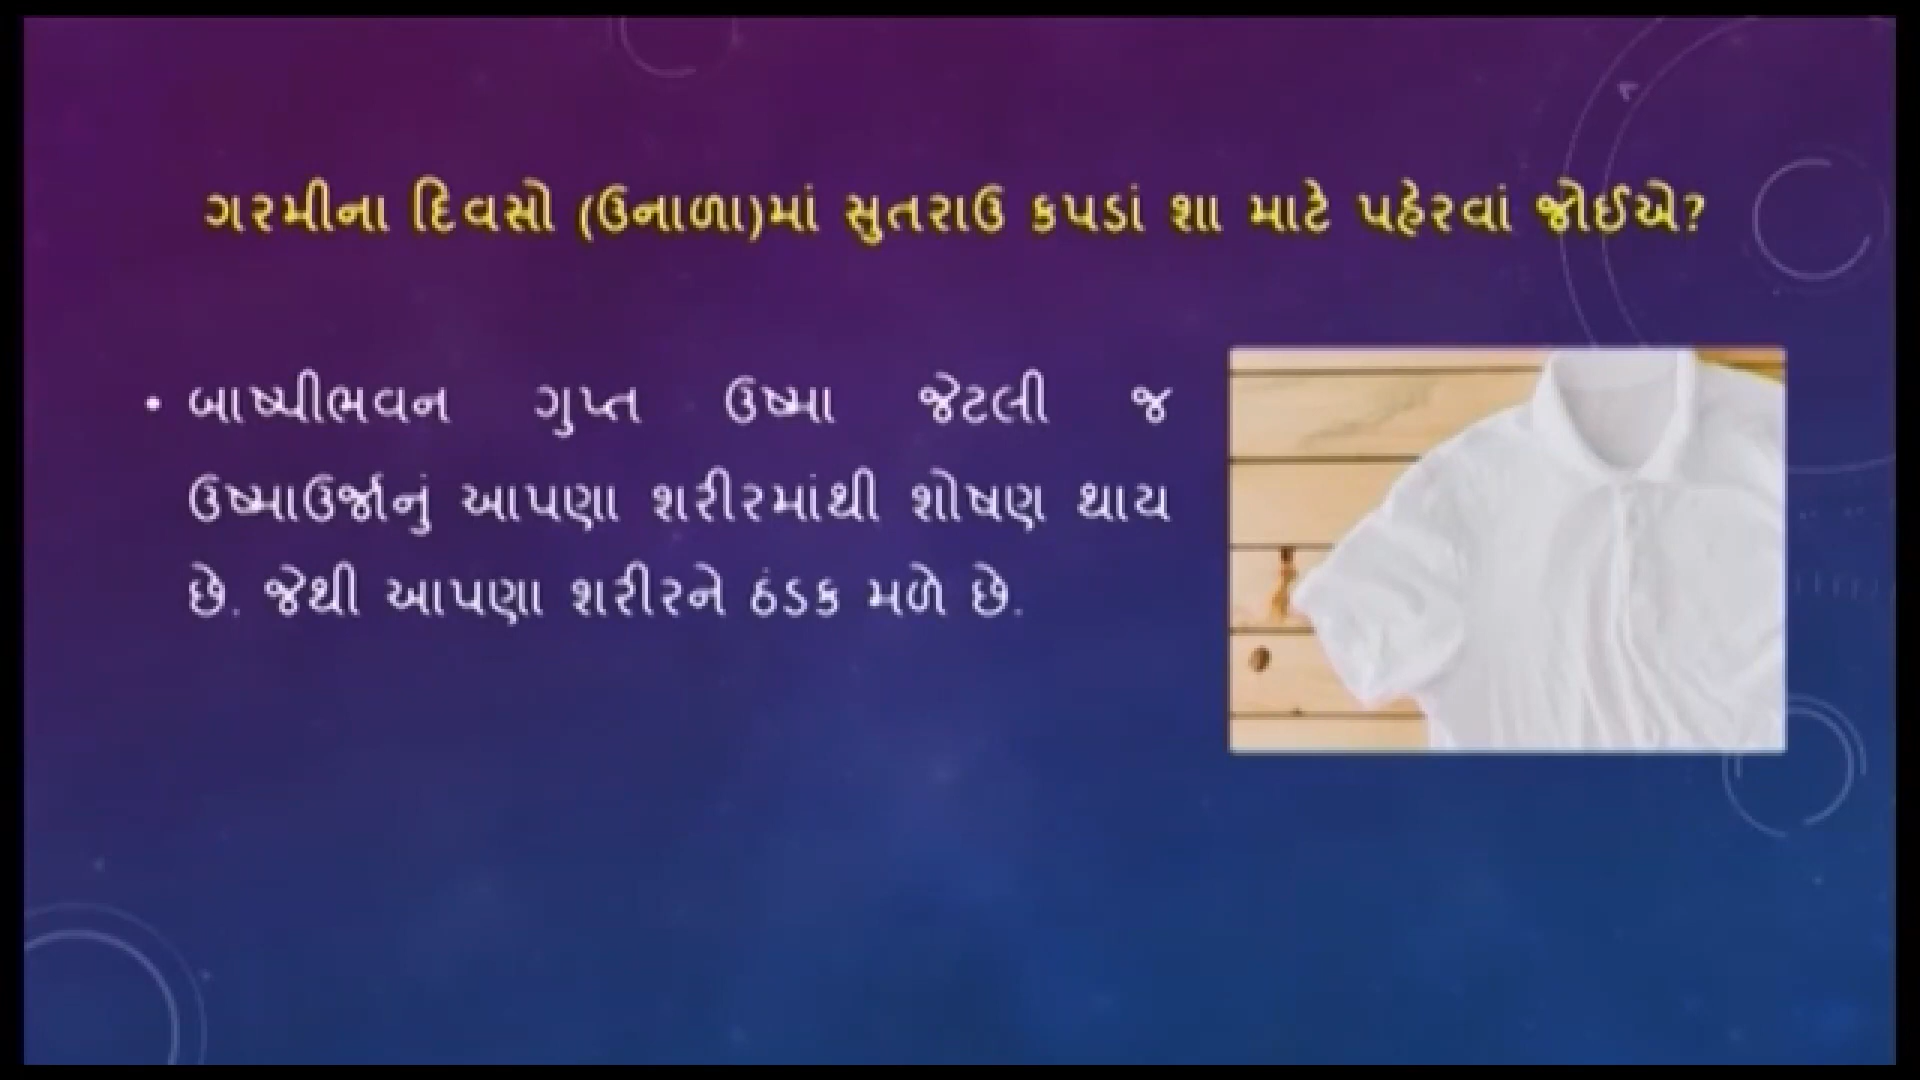 ગરમીના દિવસો (ઉનાળા)માં સુતરાઉ કપડાં શા માટે પહેરવાં જોઈએ?
• બાષ્પીભવન ગુપ્ત ઉષ્મા જેટલી જ
ઉષ્માઉર્જાનું આપણા શરીરમાંથી શોષણ થાય
છે. જેથી આપણા શરીરને ઠંડક મળે છે.